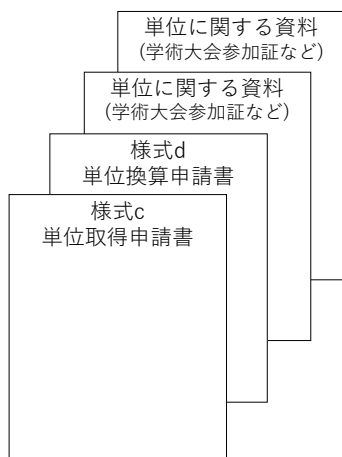 単位に関する資料
(学術大会参加証など)
単位に関する資料
(学術大会参加証など)
様式d
単位換算申請書
様式c
単位取得申請書